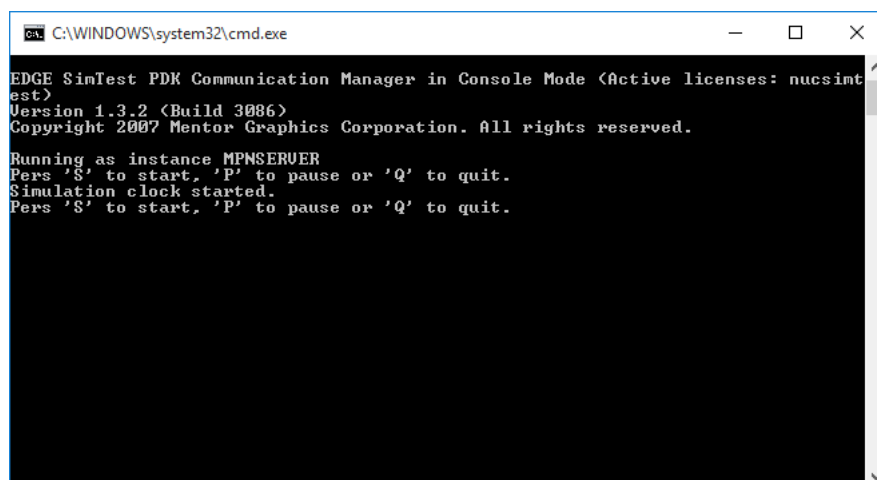 C:\WINDOWS\system32\cmd.exe
EDGE SimTest PDK Communication Manager in Console Mode (Active licenses: nucsimt
est)
Version 1.3.2 (Build 3086)
Copyright 2007 Mentor Graphics Corporation. All rights reserved.
Running as instance MPNSERVER
Pers 'S' to start, 'P' to pause or 'Q' to quit.
Simulation clock started.
Pers 'S' to start, 'P' to pause or 'Q' to quit.